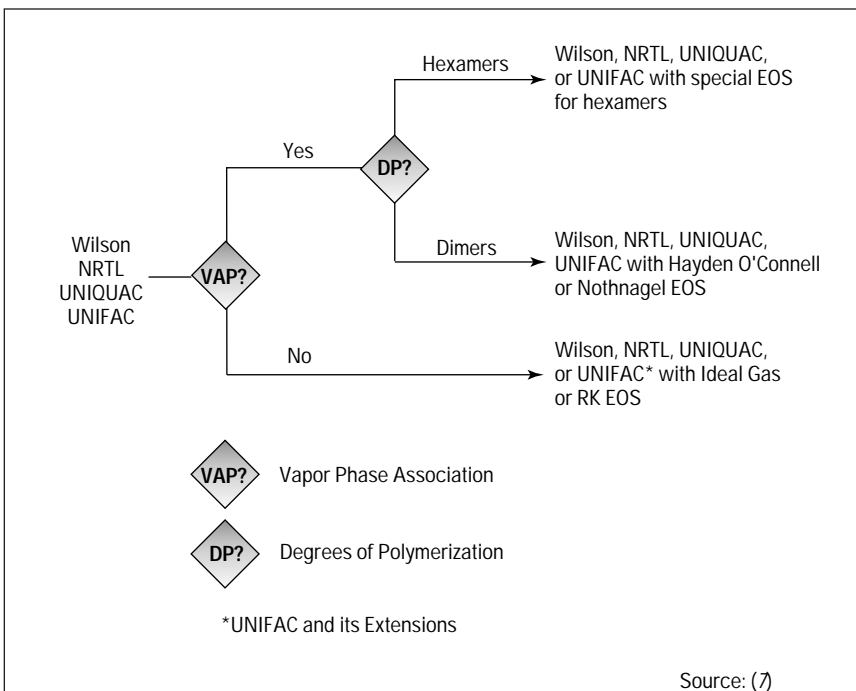 Hexamers
Wilson, NRTL, UNIQUAC,
or UNIFAC with special EOS
for hexamers
Yes
DP?
Wilson
NRTL
UNIQUAC
UNIFAC
VAP?
Dimers
Wilson, NRTL, UNIQUAC,
UNIFAC with Hayden O'Connell
or Nothnagel EOS
No
Wilson, NRTL, UNIQUAC,
or UNIFAC* with Ideal Gas
or RK EOS
VAP? Vapor Phase Association
DP? Degrees of Polymerization
*UNIFAC and its Extensions
Source: (7)